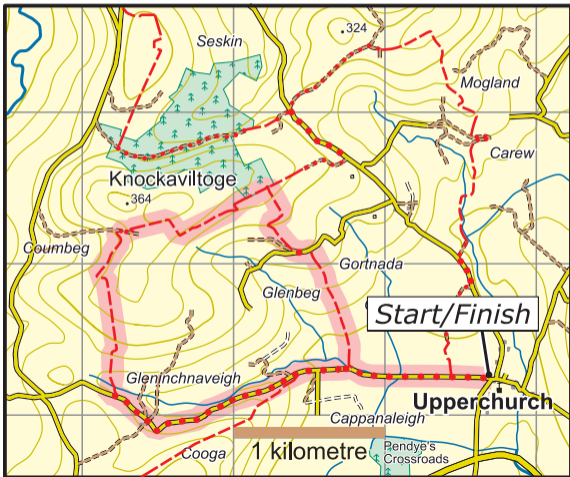 Seskin
.324
Mogland
Carew
Knockaviltoge
.364
Coumbeg
Gortnada
Glenbeg
Start/Finish
Gleninchnaveigh
Upperchurch
Cappanaleigh
1 kilometre
Pendye's
Crossroads
Cooga